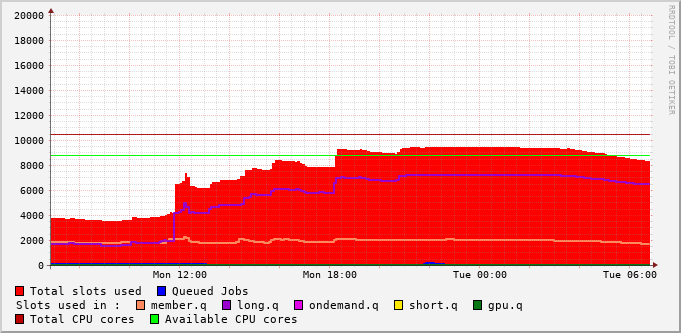 RRDTOOL / TOBI OETIKER
20000
18000
16000
14000
12000
10000
8000
6000
4000
2000
0
Mon 12:00 Mon 18:00 Tue 00:00 Tue 06:00
Total slots used Queued Jobs
Slots used in : member.q long.q ondemand.q short.q gpu.q
Total CPU cores Available CPU cores